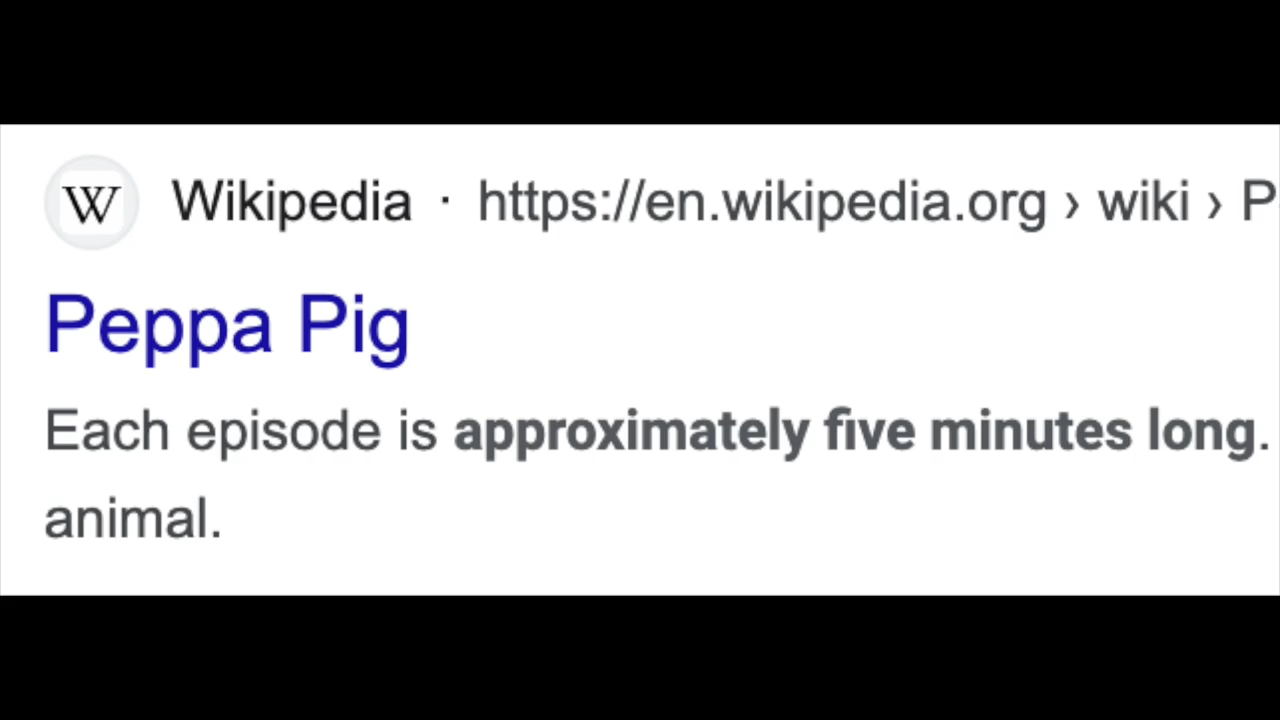 W Wikipedia · https://en.wikipedia.org › wiki › P
Peppa Pig
Each episode is approximately five minutes long.
animal.